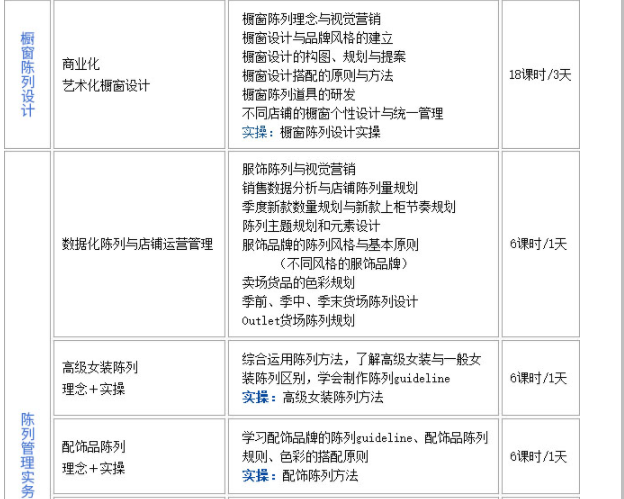 橱窗陈列设计
商业化
艺术化橱窗设计
橱窗陈列理念与视觉营销
橱窗设计与品牌风格的建立
橱窗设计的构图、规划与提案
橱窗设计搭配的原则与方法
橱窗陈列道具的研发
不同店铺的橱窗个性设计与统一管理
实操：橱窗陈列设计实操
18课时/3天
陈列管理实务
数据化陈列与店铺运营管理
服饰陈列与视觉营销
销售数据分析与店铺陈列量规划
季度新款数量规划与新款上柜节奏规划
陈列主题规划和元素设计
服饰品牌的陈列风格与基本原则
（不同风格的服饰品牌）
卖场货品的色彩规划
季前、季中、季末货场陈列设计
Outlet货场陈列规划
6课时/1天
高级女装陈列
理念＋实操
综合运用陈列方法，了解高级女装与一般女
装陈列区别，学会制作陈列guideline
实操：高级女装陈列方法
6课时/1天
配饰品陈列
理念＋实操
学习配饰品牌的陈列guideline、配饰品陈列
规则、色彩的搭配原则
实操：配饰陈列方法
6课时/1天